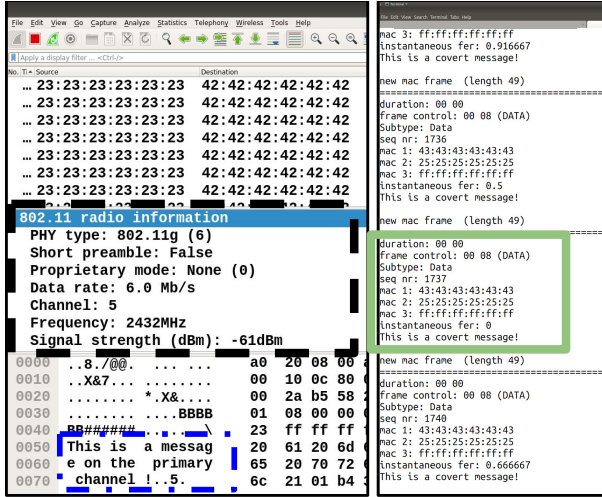 File Edit View Go Capture Analyze Statistics Telephony Wireless Tools Help
Apply a display filter ... <Ctrl-/>
No. Ti Source Destination
... 23:23:23:23:23:23 42:42:42:42:42:42
... 23:23:23:23:23:23 42:42:42:42:42:42
... 23:23:23:23:23:23 42:42:42:42:42:42
... 23:23:23:23:23:23 42:42:42:42:42:42
... 23:23:23:23:23:23 42:42:42:42:42:42
... 23:23:23:23:23:23 42:42:42:42:42:42
... 23:23:23:23:23:23 42:42:42:42:42:42
802.11 radio information
PHY type: 802.11g (6)
Short preamble: False
Proprietary mode: None (0)
Data rate: 6.0 Mb/s
Channel: 5
Frequency: 2432MHz
Signal strength (dBm): -61dBm
0000 ..8./@@. ... ... a0 20 08 00
0010 ..X&7... ........ 00 10 0c 80
0020 ........ *.X&.... 00 2a b5 58
0030 ........ ....BBBB 01 08 00 00
0040 BB###### ......\ 23 ff ff ff
0050 This is a messag 20 61 20 6d
0060 e on the primary 65 20 70 72
0070 channel !..5. 6c 21 01 b4
Terminal
File Edit View Search Terminal Tabs Help
mac 3: ff:ff:ff:ff:ff:ff
instantaneous fer: 0.916667
This is a covert message!
new mac frame (length 49)
=========================================
duration: 00 00
frame control: 00 08 (DATA)
Subtype: Data
seq nr: 1736
mac 1: 43:43:43:43:43:43
mac 2: 25:25:25:25:25:25
mac 3: ff:ff:ff:ff:ff:ff
instantaneous fer: 0.5
This is a covert message!
new mac frame (length 49)
=========================================
duration: 00 00
frame control: 00 08 (DATA)
Subtype: Data
seq nr: 1737
mac 1: 43:43:43:43:43:43
mac 2: 25:25:25:25:25:25
mac 3: ff:ff:ff:ff:ff:ff
instantaneous fer: 0
This is a covert message!
new mac frame (length 49)
=========================================
duration: 00 00
frame control: 00 08 (DATA)
Subtype: Data
seq nr: 1740
mac 1: 43:43:43:43:43:43
mac 2: 25:25:25:25:25:25
mac 3: ff:ff:ff:ff:ff:ff
instantaneous fer: 0.666667
This is a covert message!